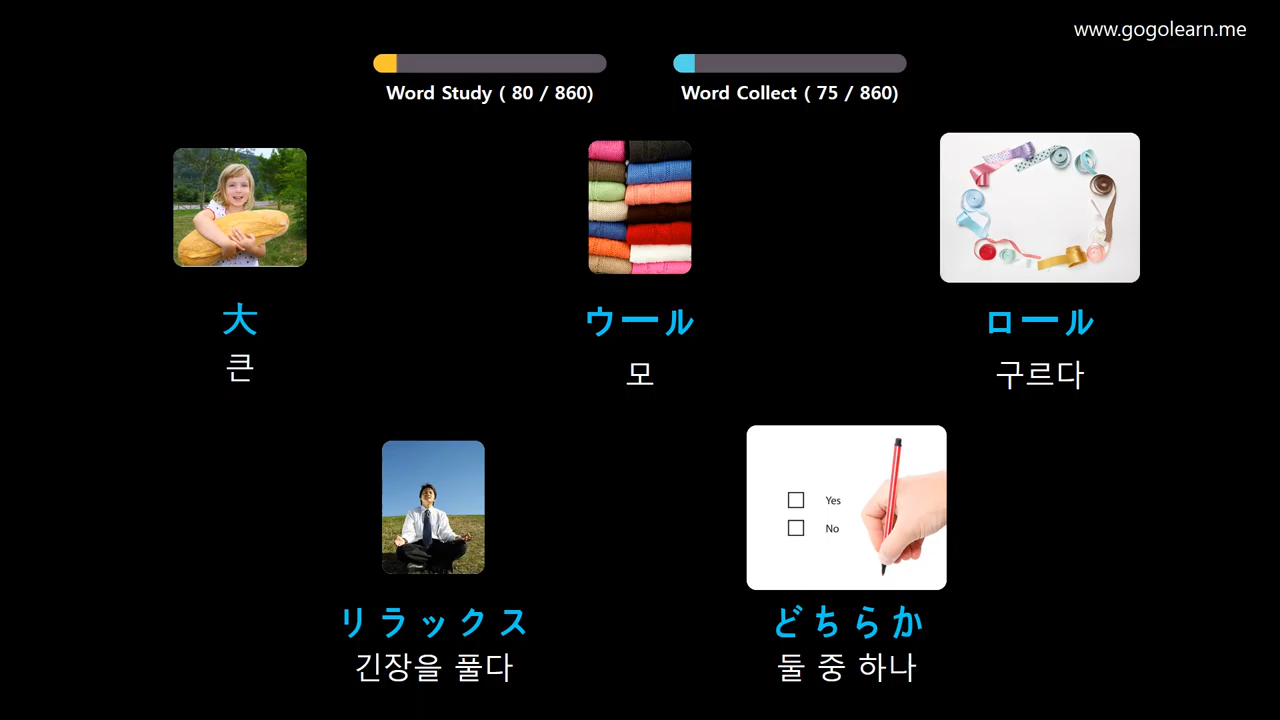 www.gogolearn.me
Word Study ( 80 / 860)
Word Collect ( 75 / 860)
大
큰
ウール
모
ロール
구르다
Yes
No
リラックス
긴장을 풀다
どちらか
둘 중 하나